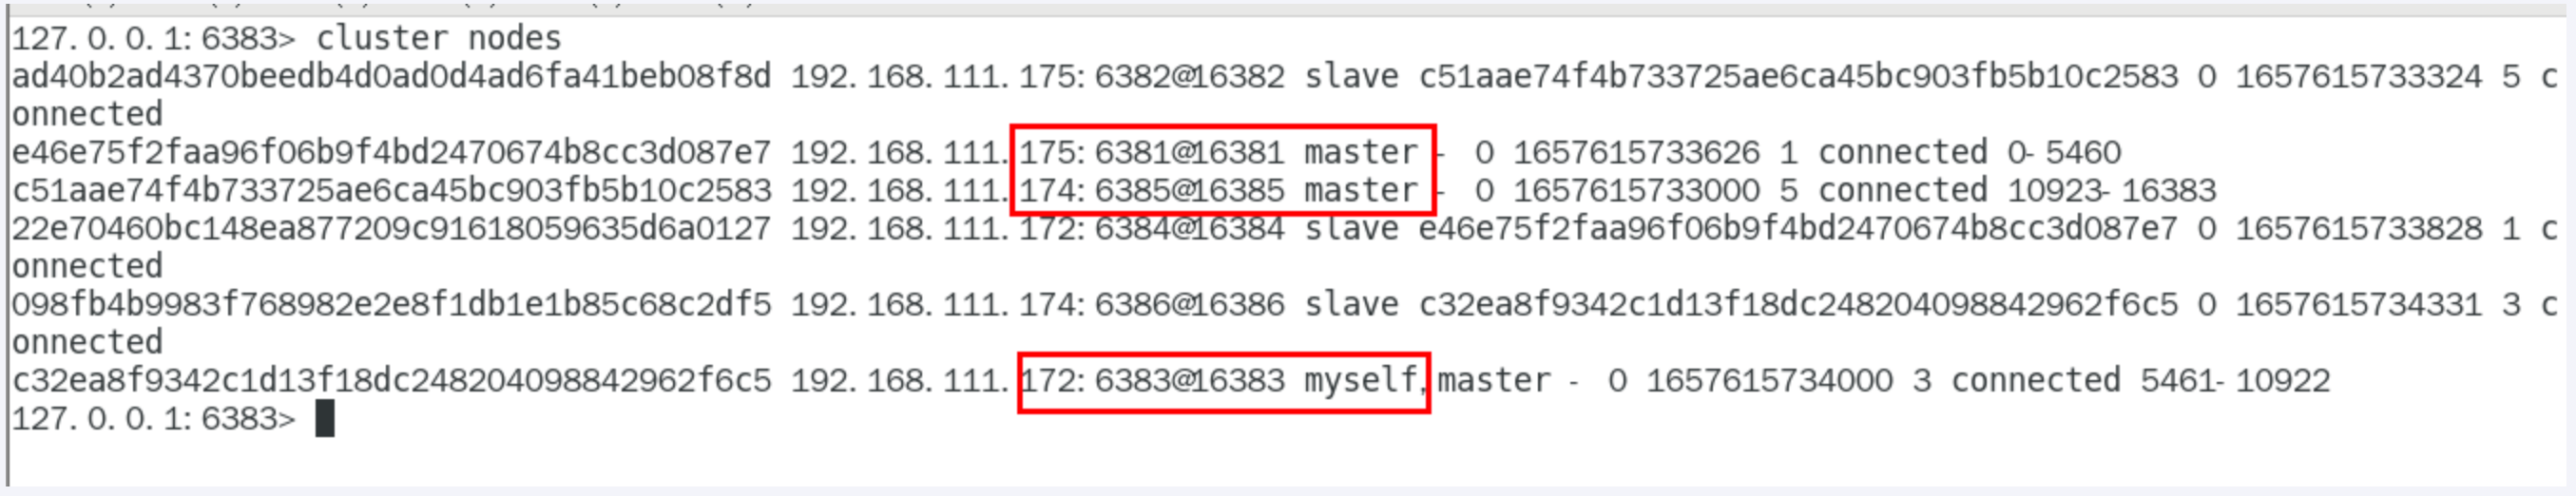 127.0.0.1:6383> cluster nodes
ad40b2ad4370beedb4d0ad0d4ad6fa41beb08f8d 192.168.111.175:6382@16382 slave c51aae74f4b733725ae6ca45bc903fb5b10c2583 0 1657615733324 5 c
onnected
e46e75f2faa96f06b9f4bd2470674b8cc3d087e7 192.168.111.175:6381@16381 master - 0 1657615733626 1 connected 0-5460
c51aae74f4b733725ae6ca45bc903fb5b10c2583 192.168.111.174:6385@16385 master - 0 1657615733000 5 connected 10923-16383
22e70460bc148ea877209c91618059635d6a0127 192.168.111.172:6384@16384 slave e46e75f2faa96f06b9f4bd2470674b8cc3d087e7 0 1657615733828 1 c
onnected
098fb4b9983f768982e2e8f1db1e1b85c68c2df5 192.168.111.174:6386@16386 slave c32ea8f9342c1d13f18dc248204098842962f6c5 0 1657615734331 3 c
onnected
c32ea8f9342c1d13f18dc248204098842962f6c5 192.168.111.172:6383@16383 myself,master - 0 1657615734000 3 connected 5461-10922
127.0.0.1:6383>